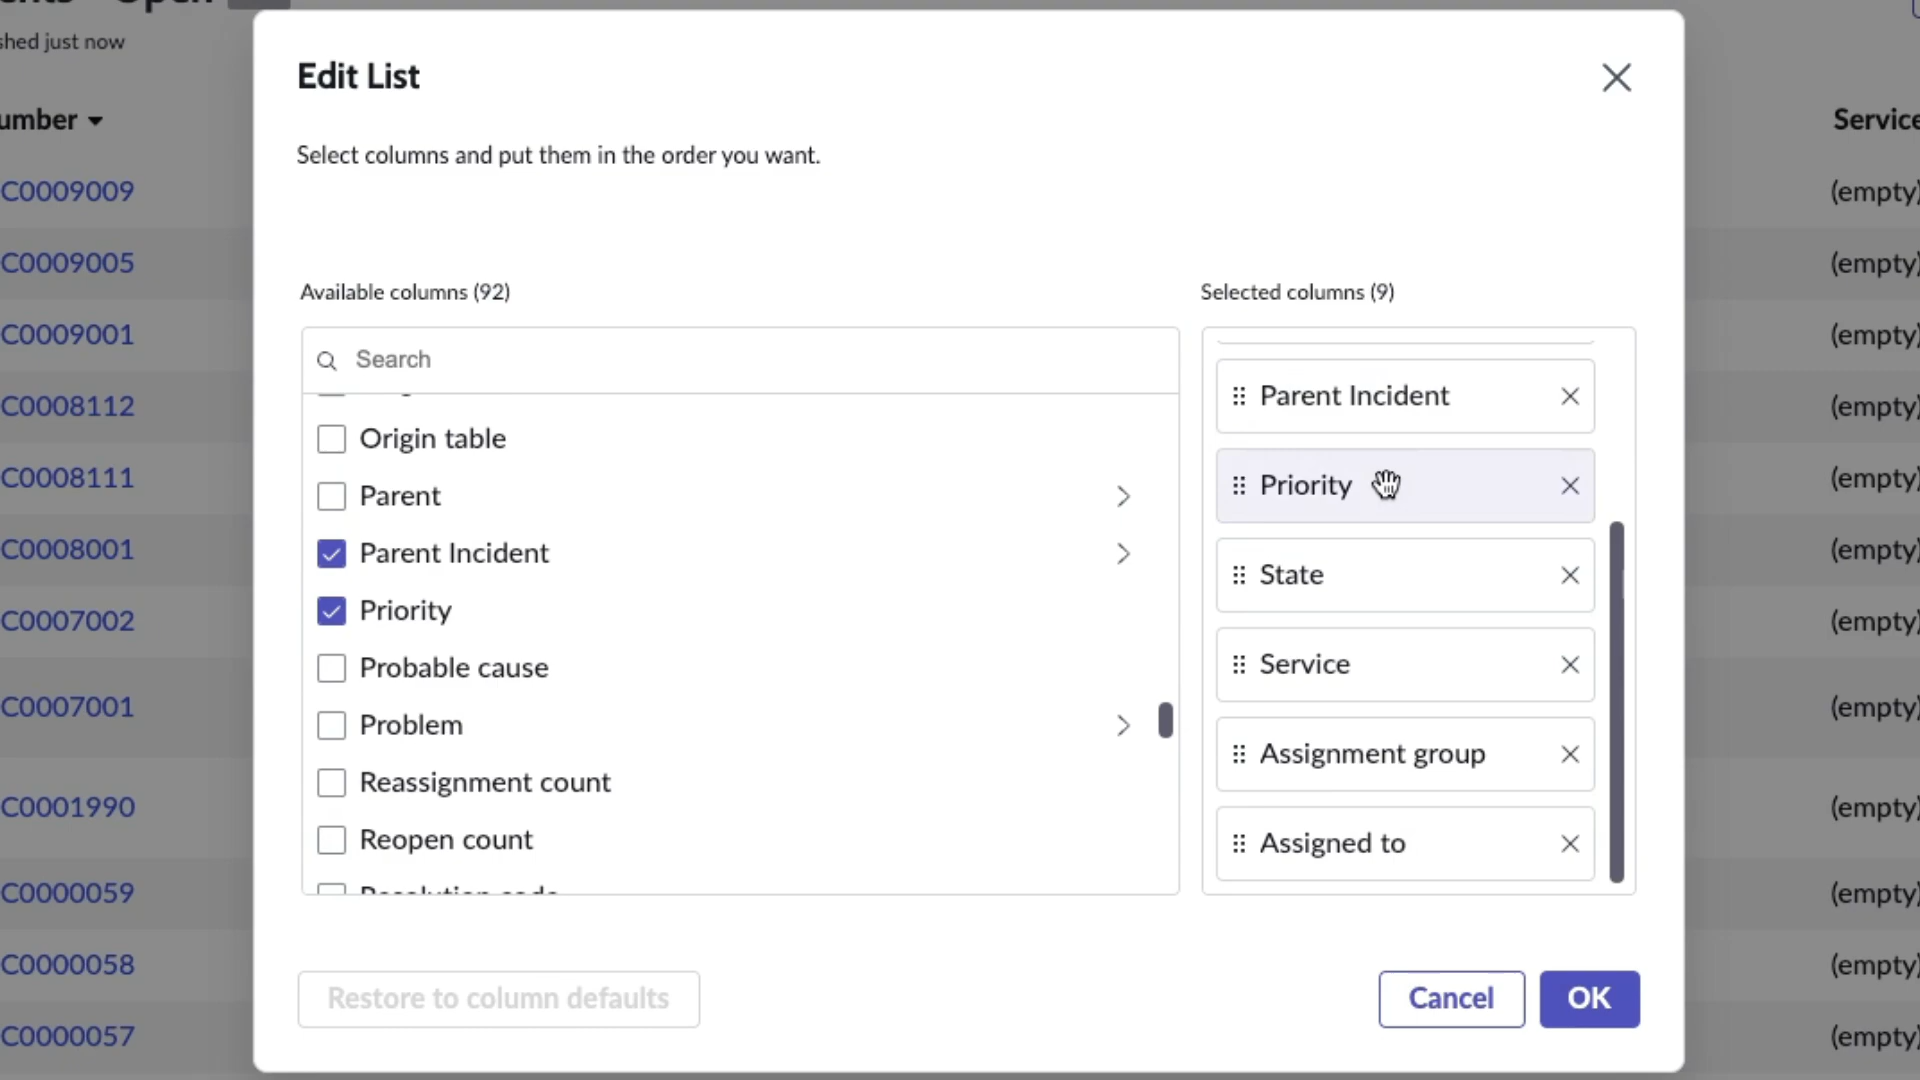 Open
shed just now
umber
Service
C0009009
(empty)
C0009005
(empty)
C0009001
(empty)
C0008112
(empty)
C0008111
(empty)
C0008001
(empty)
C0007002
(empty)
C0007001
(empty)
C0001990
(empty)
C0000059
(empty)
C0000058
(empty)
C0000057
(empty)
Edit List
Select columns and put them in the order you want.
Available columns (92)
Search
Origin table
Parent
Parent Incident
Priority
Probable cause
Problem
Reassignment count
Reopen count
Selected columns (9)
Parent Incident
Priority
State
Service
Assignment group
Assigned to
Restore to column defaults
Cancel
OK